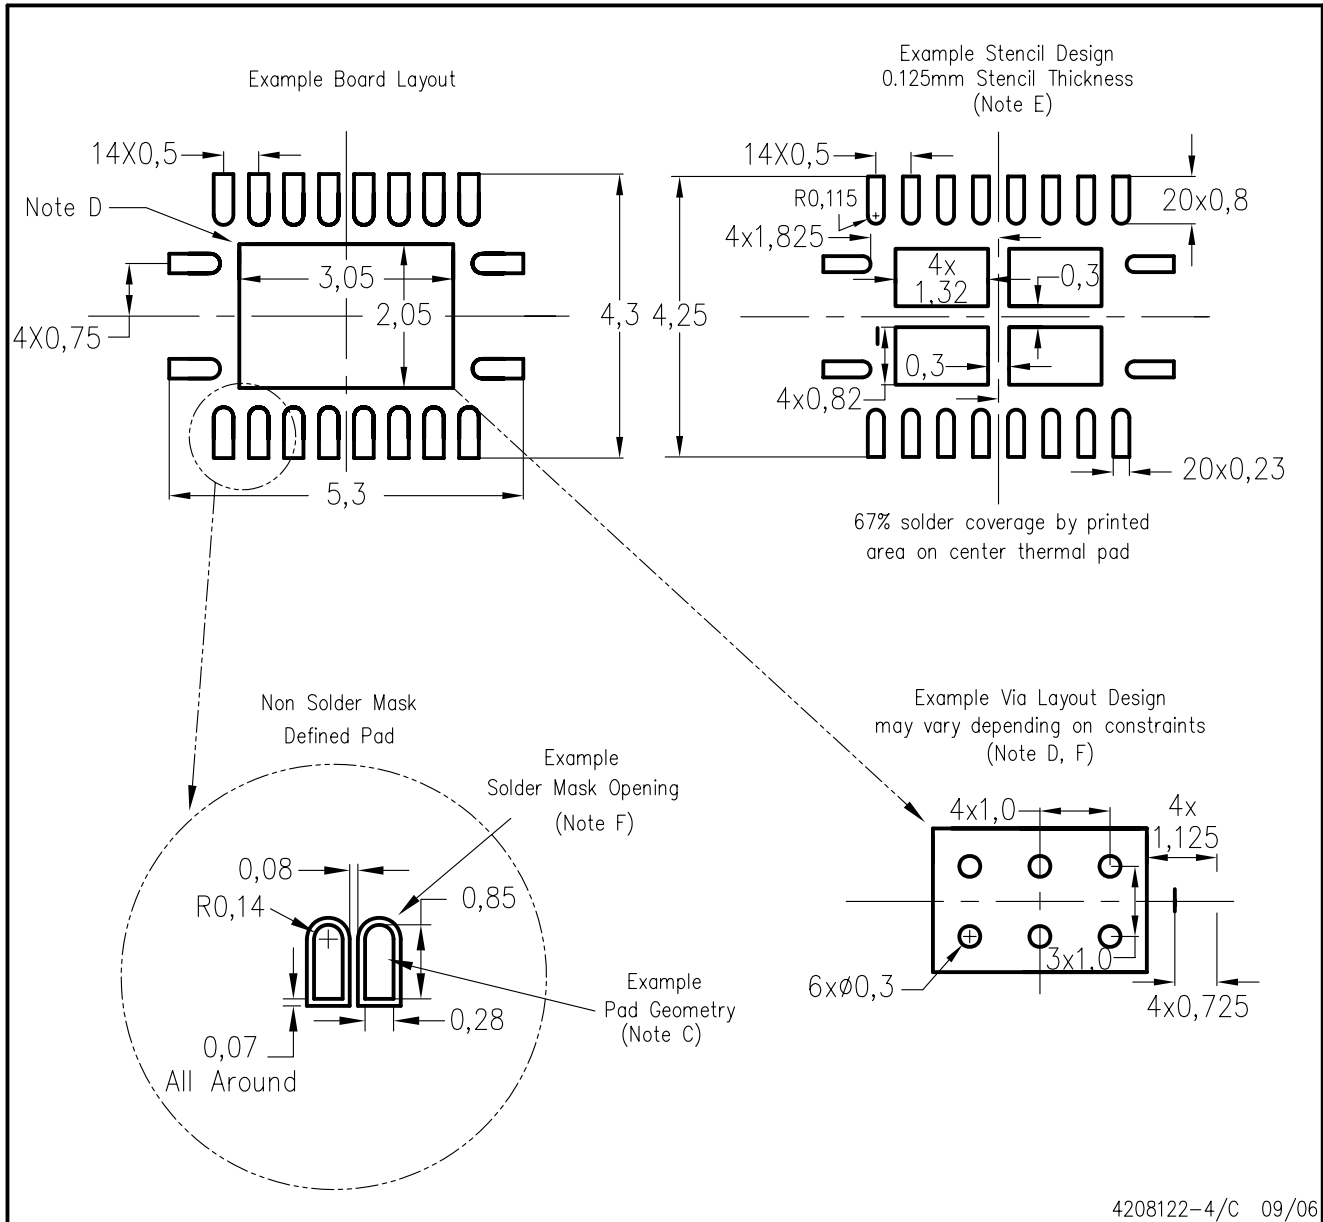 Example Board Layout
14X0,5
Note D
3,05
2,05
4X0,75
4,3
5,3
Example Stencil Design
0.125mm Stencil Thickness
(Note E)
14X0,5
R0,115
20x0,8
4x1,825
4x
1,32
0,3
4,25
0,3
4x0,82
20x0,23
67% solder coverage by printed
area on center thermal pad
Non Solder Mask
Defined Pad
Example
Solder Mask Opening
(Note F)
0,08
R0,14
0,85
Example
Pad Geometry
(Note C)
0,28
0,07
All Around
Example Via Layout Design
may vary depending on constraints
(Note D, F)
4x1,0
4x
1,125
3x1,0
6xø0,3
4x0,725
4208122-4/C 09/06